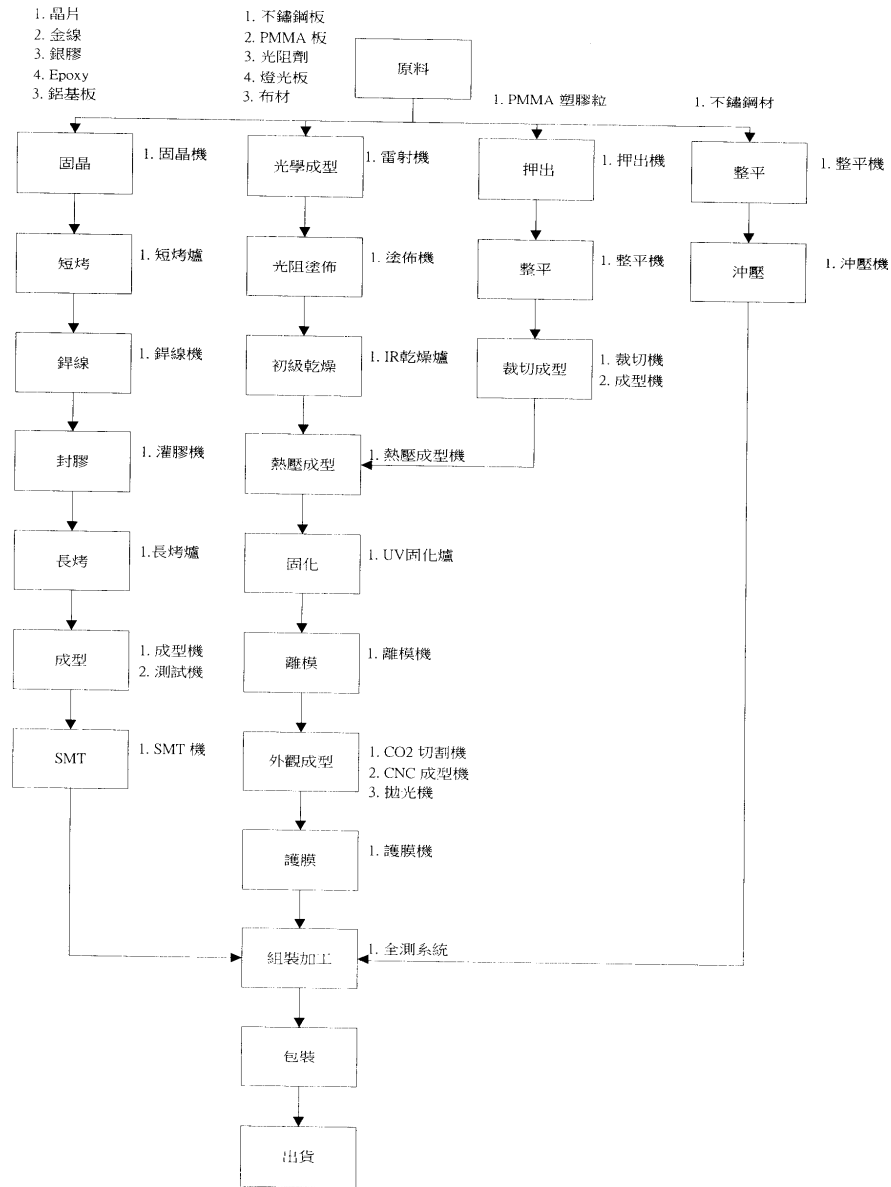 1. 晶片
2. 金線
3. 銀膠
4. Epoxy
3. 鋁基板
1. 不鏽鋼板
2. PMMA 板
3. 光阻劑
4. 燈光板
3. 布材
原料
1. PMMA 塑膠粒
1. 不鏽鋼材
固晶
1. 固晶機
光學成型
1. 雷射機
押出
1. 押出機
整平
1. 整平機
短烤
1. 短烤爐
光阻塗佈
1. 塗佈機
整平
1. 整平機
沖壓
1. 沖壓機
銲線
1. 銲線機
初級乾燥
1. IR乾燥爐
裁切成型
1. 裁切機
2. 成型機
封膠
1. 灌膠機
熱壓成型
1. 熱壓成型機
長烤
1.長烤爐
固化
1. UV固化爐
成型
1. 成型機
2. 測試機
離模
1. 離模機
SMT
1. SMT 機
外觀成型
1. CO2 切割機
2. CNC 成型機
3. 拋光機
護膜
1. 護膜機
組裝加工
1. 全測系統
包裝
出貨